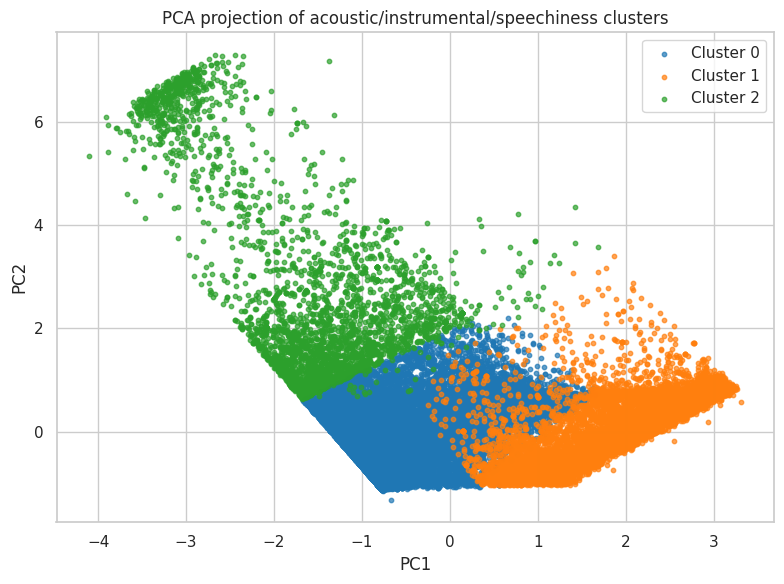 PCA projection of acoustic/instrumental/speechiness clusters
Cluster 0
Cluster 1
Cluster 2
PC2
6
4
2
0
−4
−3
−2
−1
0
1
2
3
PC1